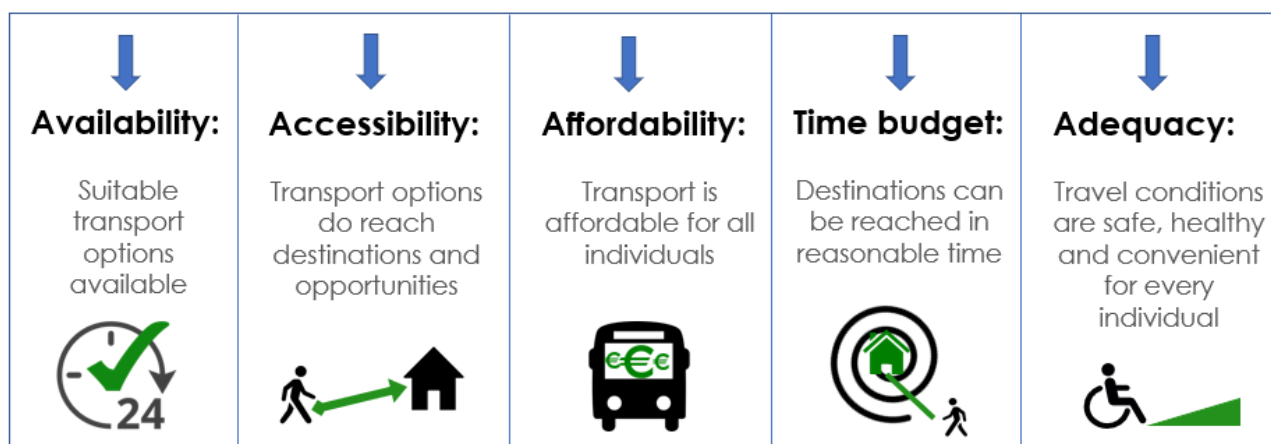 Availability:
Suitable
transport
options
available
24
Accessibility:
Transport options
do reach
destinations and
opportunities
Affordability:
Transport is
affordable for all
individuals
€€€
Time budget:
Destinations can
be reached in
reasonable time
Adequacy:
Travel conditions
are safe, healthy
and convenient
for every
individual